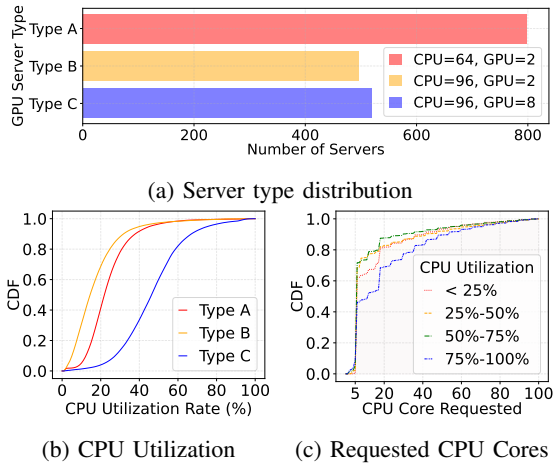 GPU Server Type
Type A
Type B
Type C
CPU=64, GPU=2
CPU=96, GPU=2
CPU=96, GPU=8
0 200 400 600 800
Number of Servers
(a) Server type distribution
CDF
1.0
0.8
0.6
0.4
0.2
0.0
Type A
Type B
Type C
0 20 40 60 80 100
CPU Utilization Rate (%)
(b) CPU Utilization
CDF
1.0
0.8
0.6
0.4
0.2
0.0
CPU Utilization
< 25%
25%-50%
50%-75%
75%-100%
5 20 40 60 80 100
CPU Core Requested
(c) Requested CPU Cores